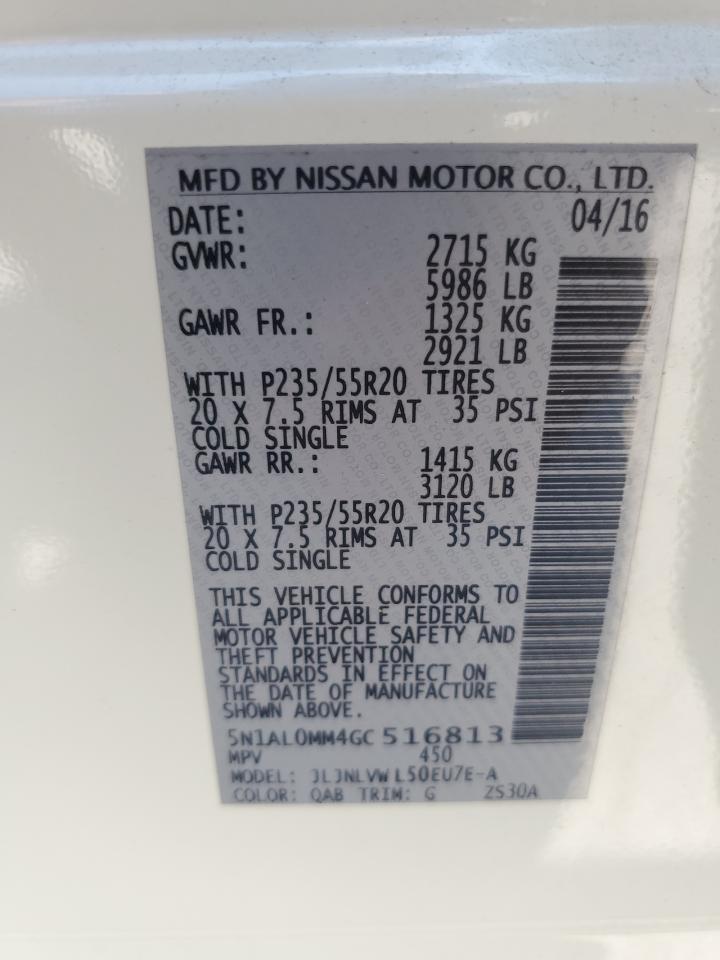 MFD BY NISSAN MOTOR CO., LTD.
DATE: 04/16
GVWR: 2715 KG
5986 LB
GAWR FR.: 1325 KG
2921 LB
WITH P235/55R20 TIRES
20 X 7.5 RIMS AT 35 PSI
COLD SINGLE
GAWR RR.: 1415 KG
3120 LB
WITH P235/55R20 TIRES
20 X 7.5 RIMS AT 35 PSI
COLD SINGLE
THIS VEHICLE CONFORMS TO
ALL APPLICABLE FEDERAL
MOTOR VEHICLE SAFETY AND
THEFT PREVENTION
STANDARDS IN EFFECT ON
THE DATE OF MANUFACTURE
SHOWN ABOVE.
5N1AL0MM4GC 516813
MPV 450
MODEL: JLJNLVW L50EU7E-A
COLOR: QAB TRIM: G ZS30A